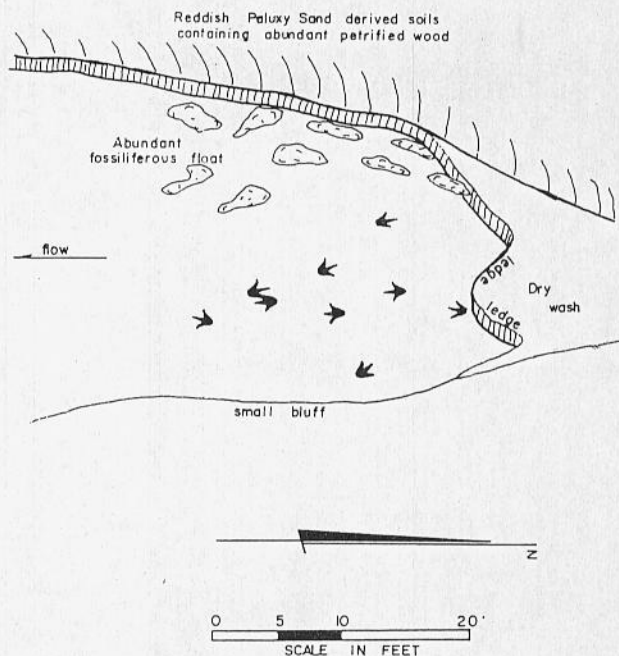 Reddish Paluxy Sand derived soils
containing abundant petrified wood
Abundant
fossiliferous float
flow
ledge
Dry
wash
ledge
small bluff
N
0 5 10 20'
SCALE IN FEET